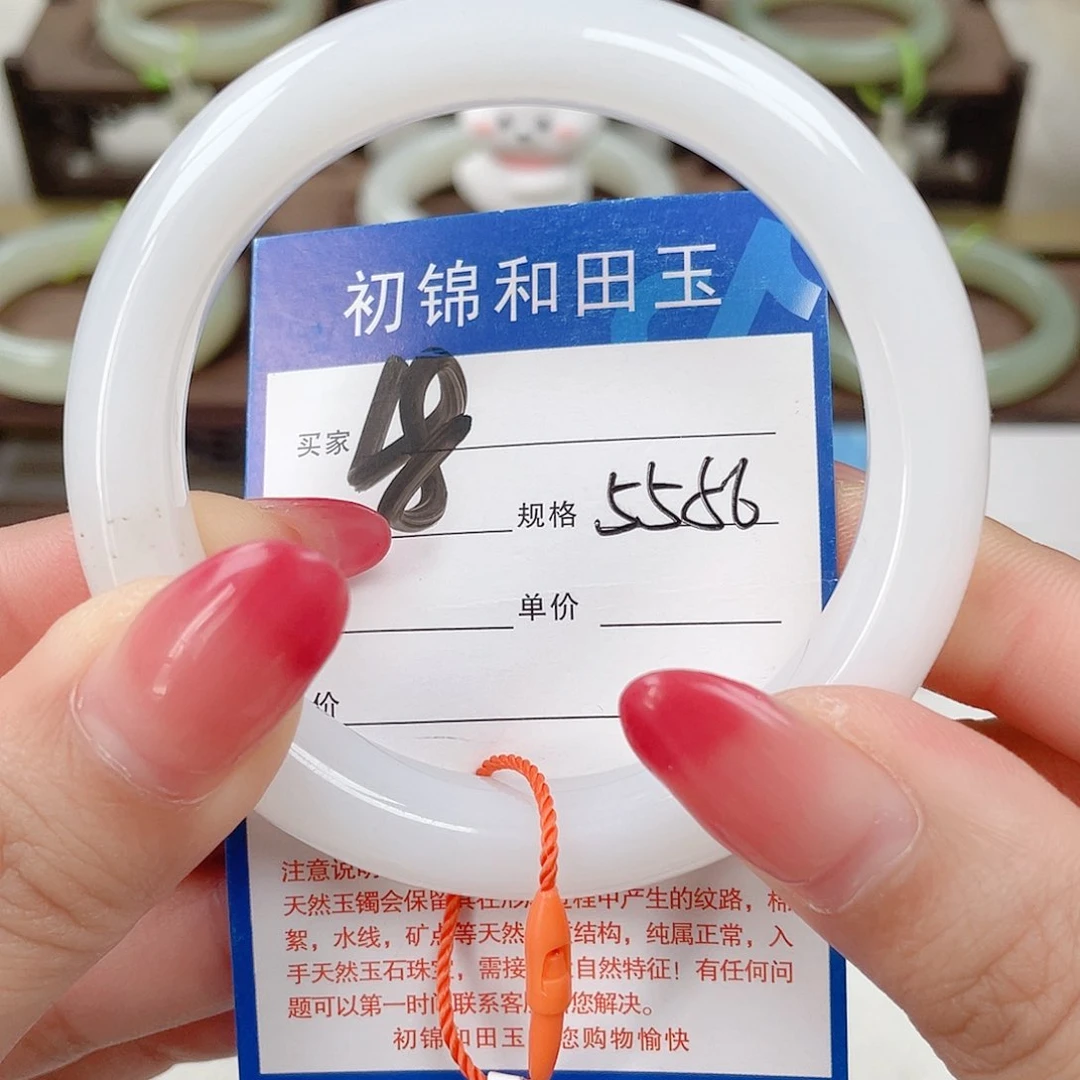 初锦和田玉
买家 18
规格 5556
单价
价
注意说明
天然玉镯会保留其在形成过程中产生的纹路，棉
絮，水线，矿点等天然结构，纯属正常，入
手天然玉石珠宝，需接自然特征！有任何问
题可以第一时间联系客服您解决。
初锦和田玉 您购物愉快